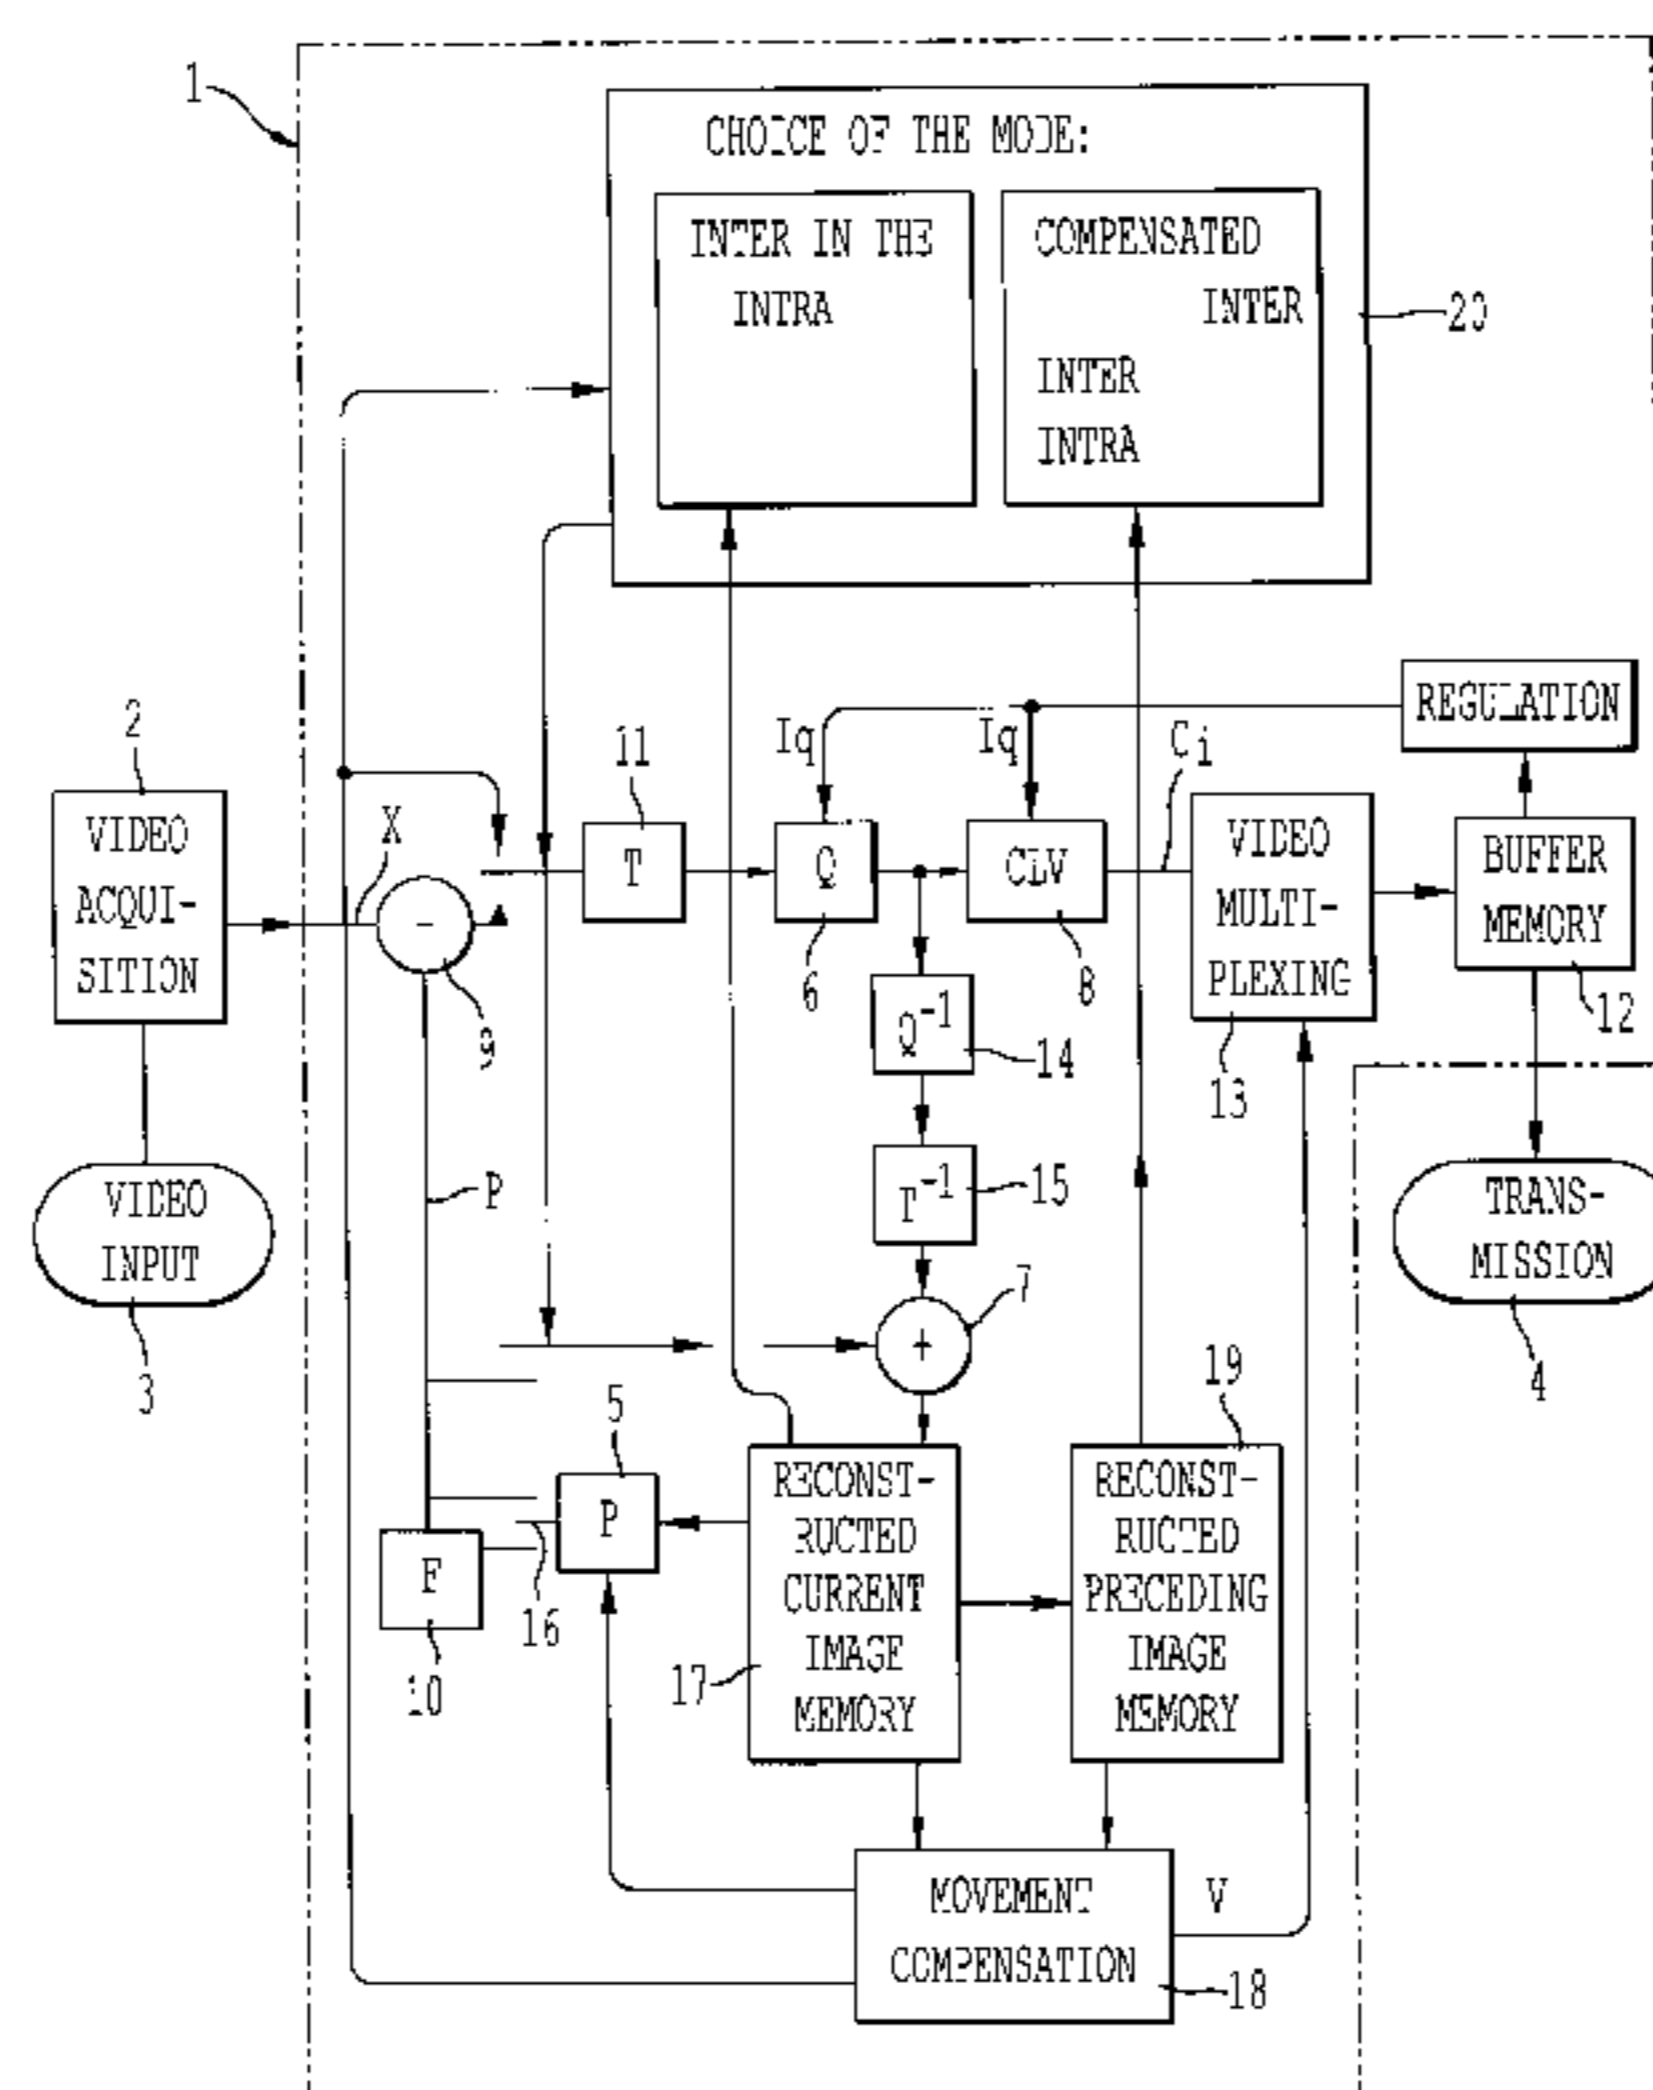 1
CHOICE OF THE MODE:
INTER IN THE
INTRA
COMPENSATED
INTER
INTER
INTRA
20
REGULATION
2
11
Iq
Iq
Ci
VIDEO
ACQUI-
SITION
X
-
T
Q
CLV
VIDEO
MULTI-
PLEXING
BUFFER
MEMORY
9
6
8
13
12
Q-1
14
P
T-1
15
VIDEO
INPUT
TRANS-
MISSION
3
4
7
+
5
19
P
F
16
10
RECONST-
RUCTED
CURRENT
IMAGE
MEMORY
17
RECONST-
RUCTED
PRECEDING
IMAGE
MEMORY
MOVEMENT
COMPENSATION
V
18